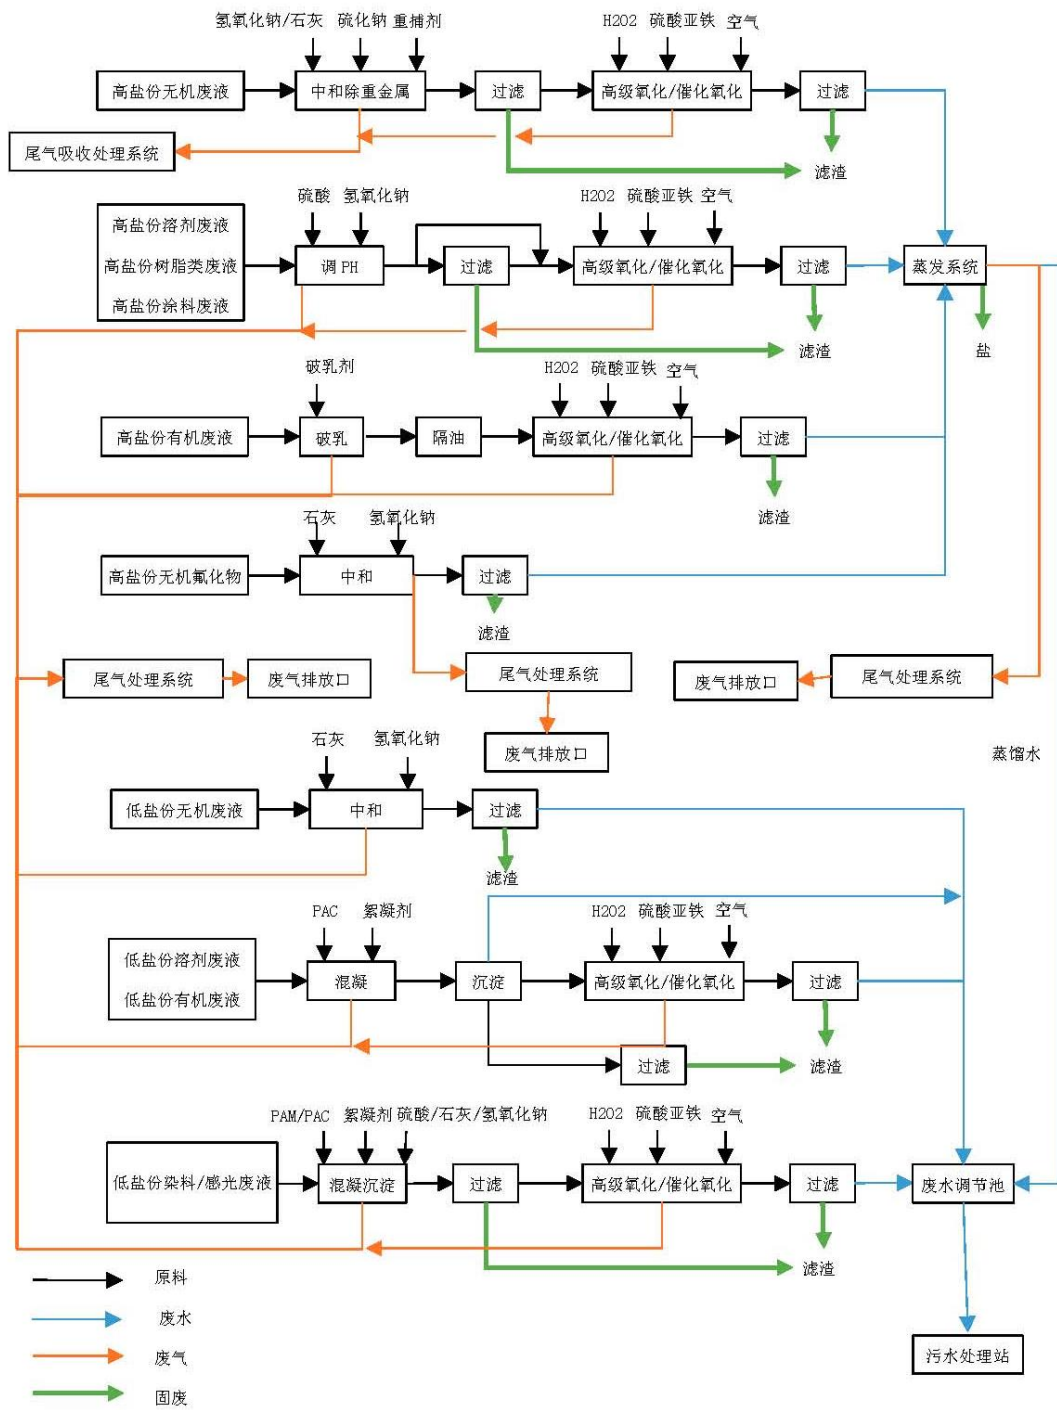 氢氧化钠/石灰 硫化钠 重捕剂
H2O2 硫酸亚铁 空气
高盐份无机废液
中和除重金属
过滤
高级氧化/催化氧化
过滤
尾气吸收处理系统
滤渣
硫酸 氢氧化钠
H2O2 硫酸亚铁 空气
高盐份溶剂废液
高盐份树脂类废液
高盐份涂料废液
调PH
过滤
高级氧化/催化氧化
过滤
蒸发系统
滤渣
盐
破乳剂
H2O2 硫酸亚铁 空气
高盐份有机废液
破乳
隔油
高级氧化/催化氧化
过滤
滤渣
石灰 氢氧化钠
高盐份无机氟化物
中和
过滤
滤渣
尾气处理系统
废气排放口
尾气处理系统
废气排放口
废气排放口
尾气处理系统
石灰 氢氧化钠
蒸馏水
低盐份无机废液
中和
过滤
滤渣
PAC 絮凝剂
H2O2 硫酸亚铁 空气
低盐份溶剂废液
低盐份有机废液
混凝
沉淀
高级氧化/催化氧化
过滤
过滤
滤渣
PAM/PAC 絮凝剂 硫酸/石灰/氢氧化钠
H2O2 硫酸亚铁 空气
低盐份染料/感光废液
混凝沉淀
过滤
高级氧化/催化氧化
过滤
废水调节池
滤渣
原料
废水
废气
固废
污水处理站